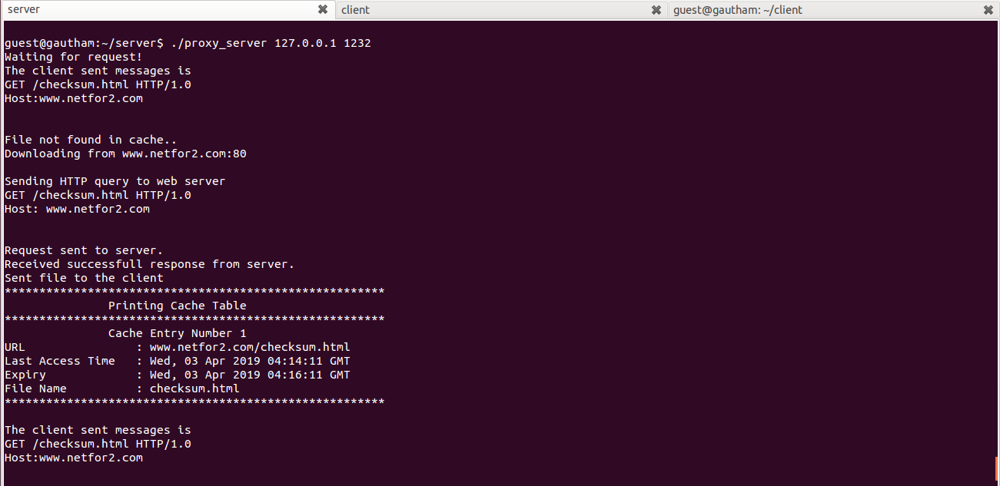 server
client
guest@gautham: ~/client
guest@gautham:~/server$ ./proxy_server 127.0.0.1 1232
Waiting for request!
The client sent messages is
GET /checksum.html HTTP/1.0
Host:www.netfor2.com
File not found in cache..
Downloading from www.netfor2.com:80
Sending HTTP query to web server
GET /checksum.html HTTP/1.0
Host: www.netfor2.com
Request sent to server.
Received successfull response from server.
Sent file to the client
*******************************************************
Printing Cache Table
*******************************************************
Cache Entry Number 1
URL                : www.netfor2.com/checksum.html
Last Access Time   : Wed, 03 Apr 2019 04:14:11 GMT
Expiry             : Wed, 03 Apr 2019 04:16:11 GMT
File Name          : checksum.html
*******************************************************
The client sent messages is
GET /checksum.html HTTP/1.0
Host:www.netfor2.com